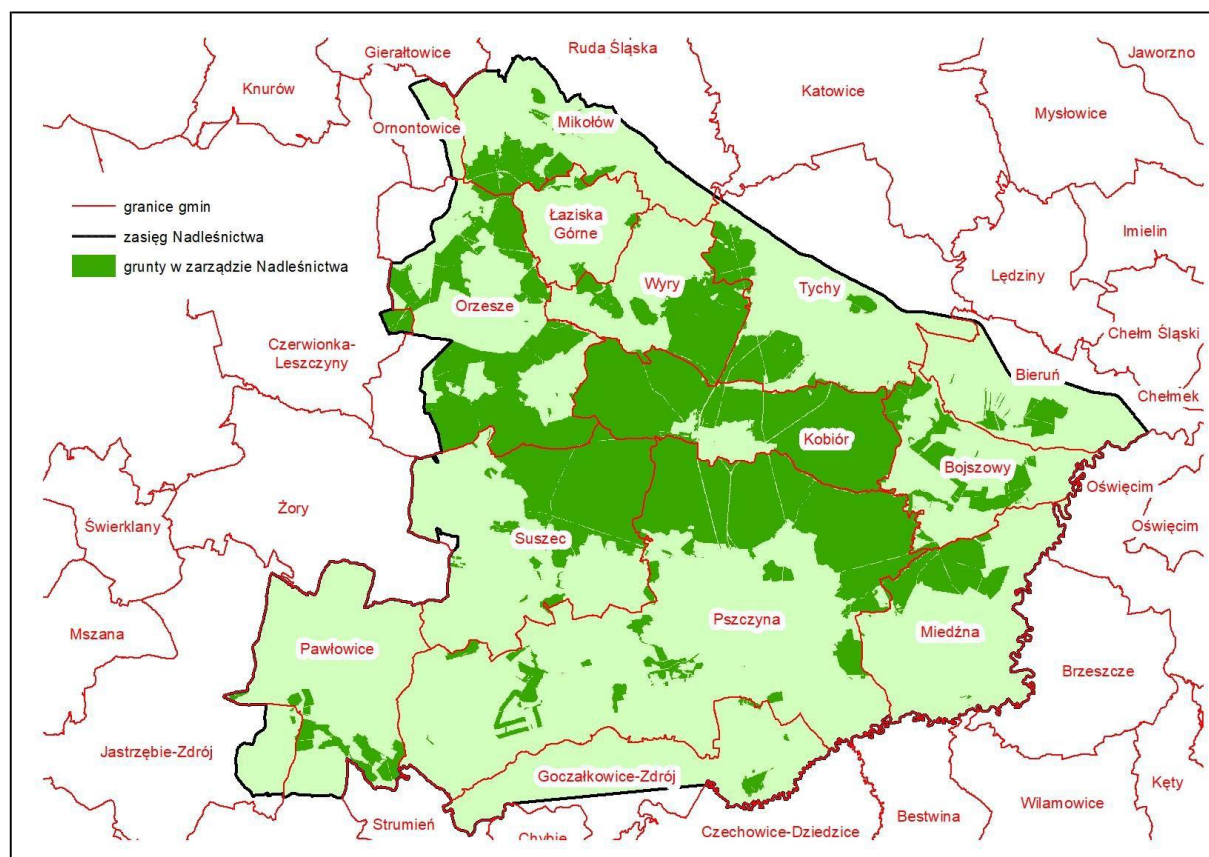 Gierałtowice
Ruda Śląska
Jaworzno
Knurów
Katowice
Mysłowice
Ornontowice
Mikołów
granice gmin
zasięg Nadleśnictwa
grunty w zarządzie Nadleśnictwa
Łaziska
Górne
Imielin
Lędziny
Wyry
Tychy
Orzesze
Czerwionka-
Leszczyny
Chełm Śląski
Bieruń
Chełmek
Kobiór
Bojszowy
Oświęcim
Oświęcim
Żory
Świerklany
Suszec
Mszana
Pawłowice
Pszczyna
Miedźna
Brzeszcze
Jastrzębie-Zdrój
Goczałkowice-Zdrój
Kęty
Wilamowice
Bestwina
Strumień
Chybie
Czechowice-Dziedzice